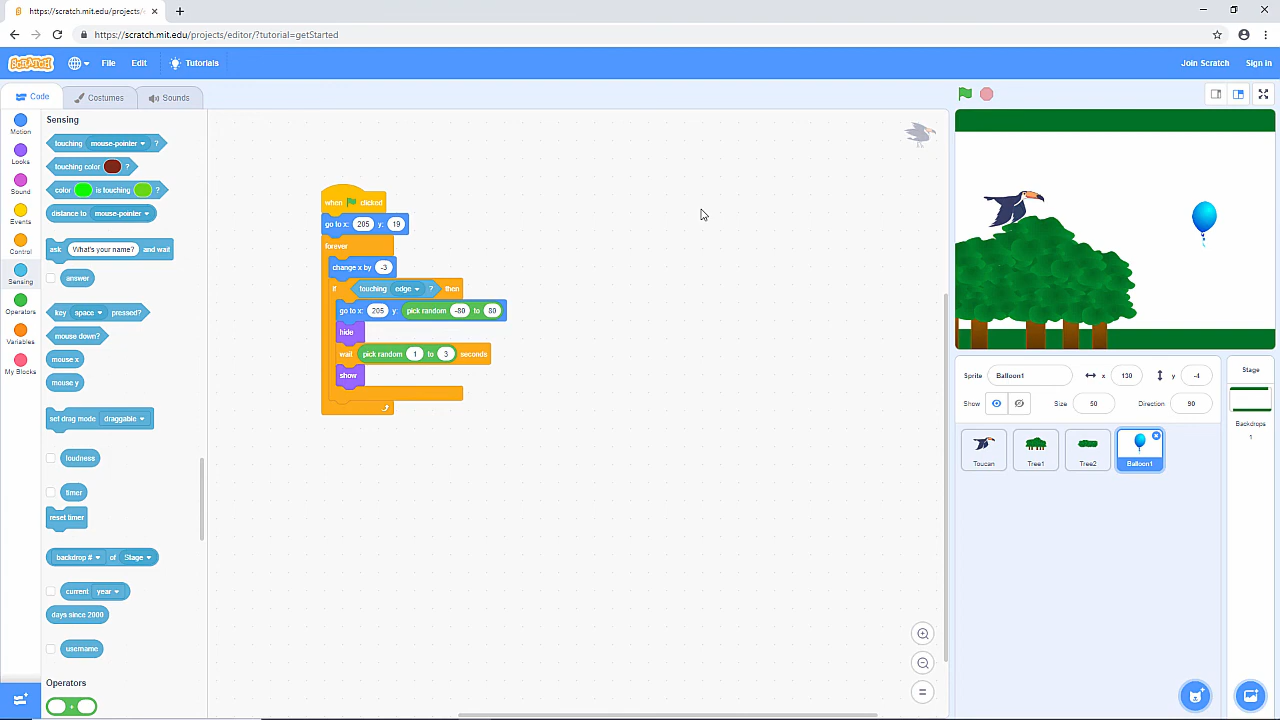 https://scratch.mit.edu/projects/
https://scratch.mit.edu/projects/editor/?tutorial=getStarted
SCRATCH File Edit Tutorials Join Scratch Sign in
Code Costumes Sounds
Motion
Looks
Sound
Events
Control
Sensing
Operators
Variables
My Blocks
Sensing
touching mouse-pointer ?
touching color ?
color is touching ?
distance to mouse-pointer
ask What's your name? and wait
answer
key space pressed?
mouse down?
mouse x
mouse y
set drag mode draggable
loudness
timer
reset timer
backdrop # of Stage
current year
days since 2000
username
Operators
+
when clicked
go to x: 205 y: 19
forever
change x by -3
if touching edge ? then
go to x: 205 y: pick random -80 to 80
hide
wait pick random 1 to 3 seconds
show
Sprite Balloon1 x 130 y -4
Show Size 50 Direction 90
Toucan
Tree1
Tree2
Balloon1
Stage
Backdrops
1